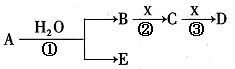 H₂O
X X
B → C → D
A ② ③
①
E